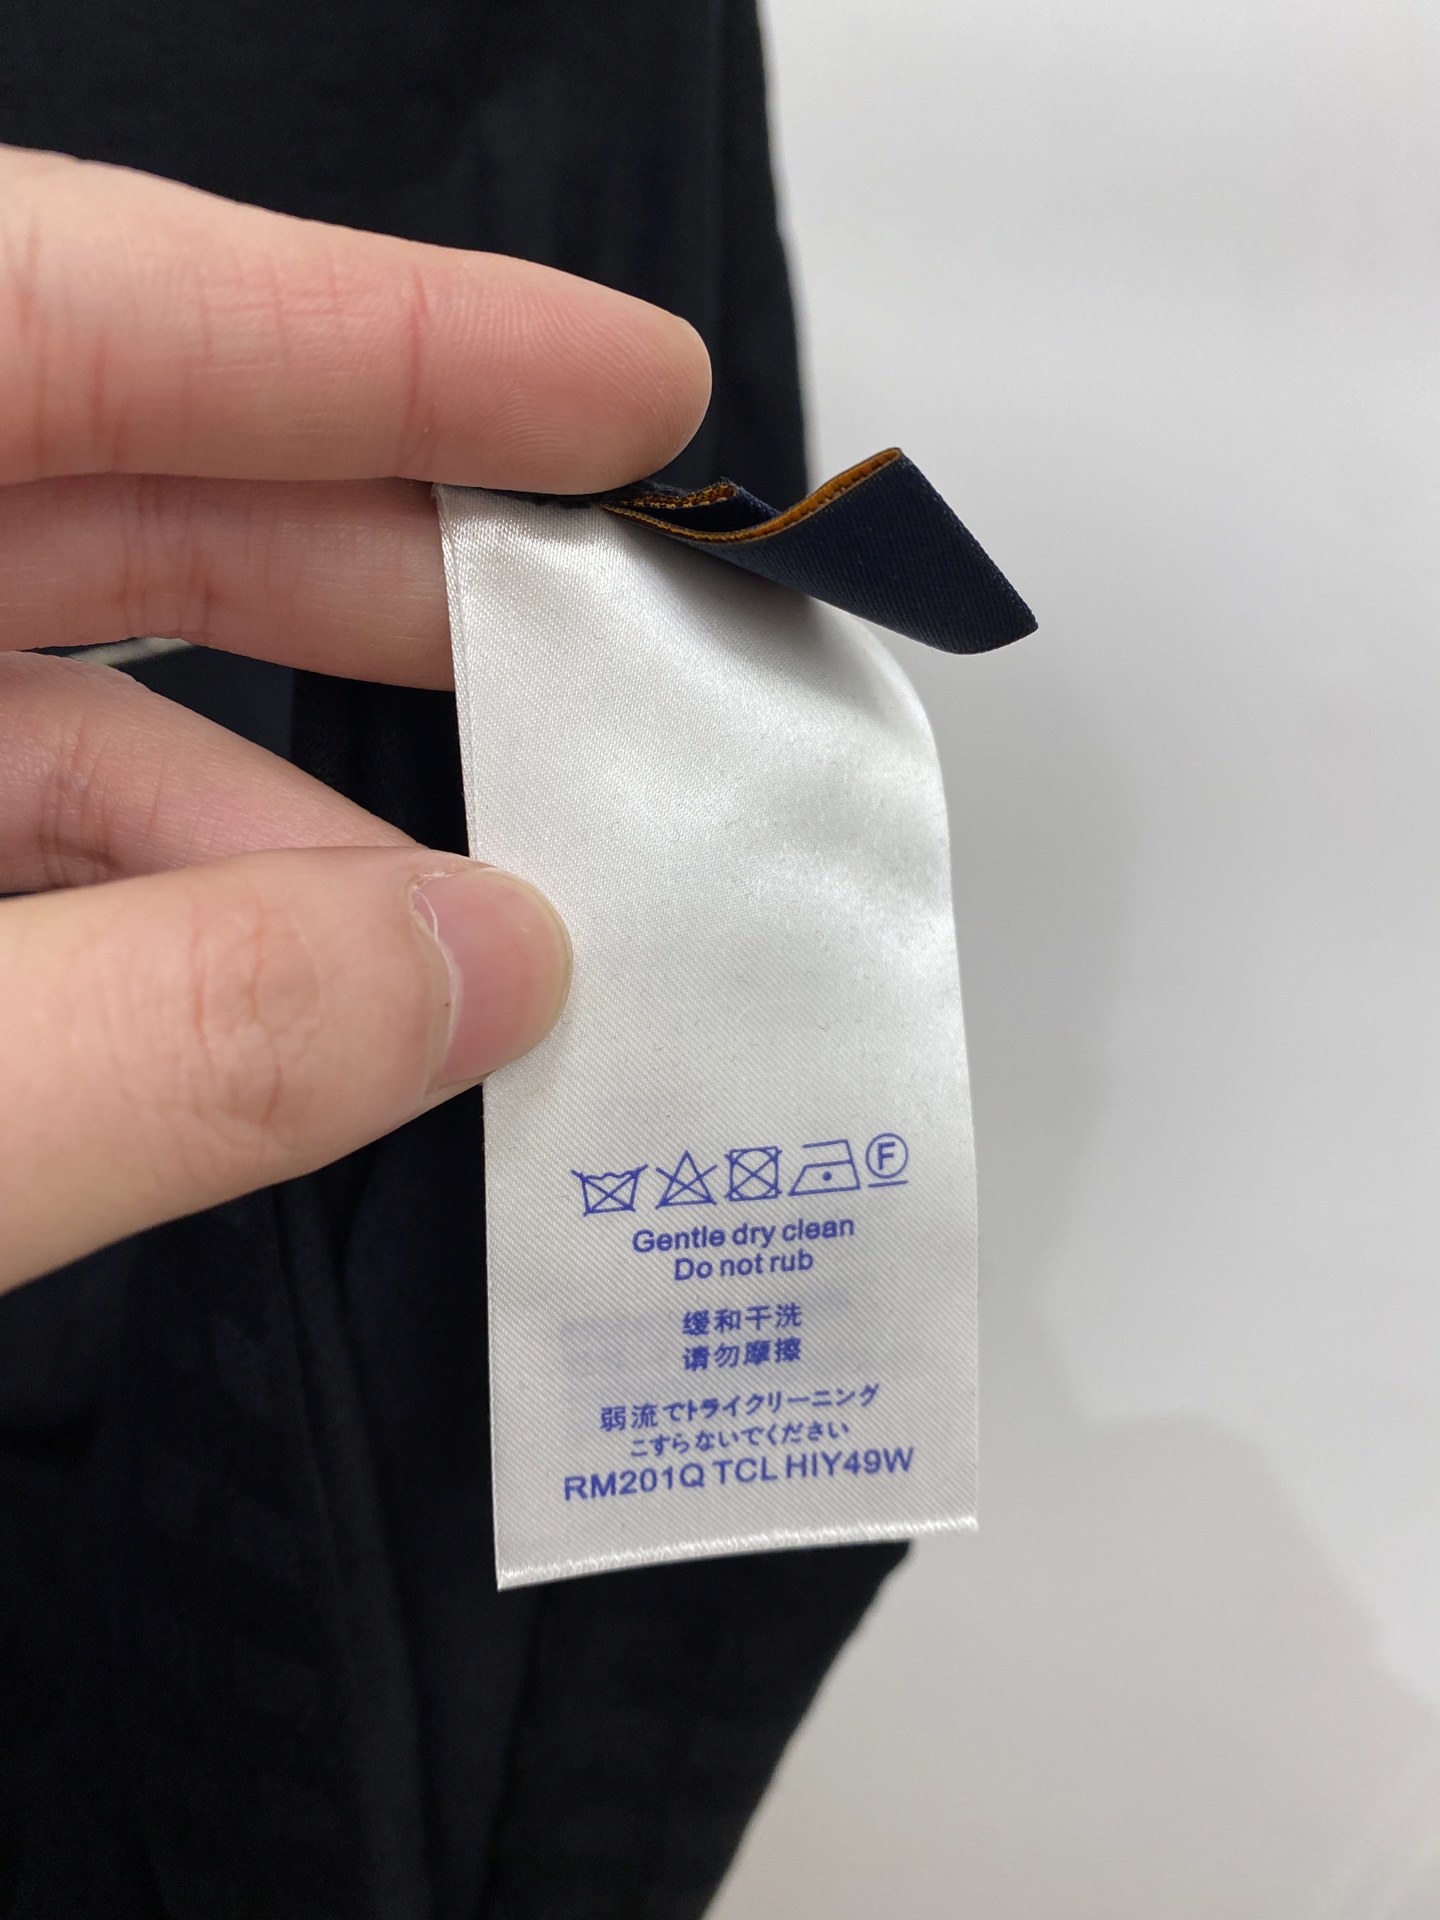 F
Gentle dry clean
Do not rub
缓和干洗
请勿摩擦
弱流でドライクリーニング
こすらないでください
RM201Q TCL HIY49W